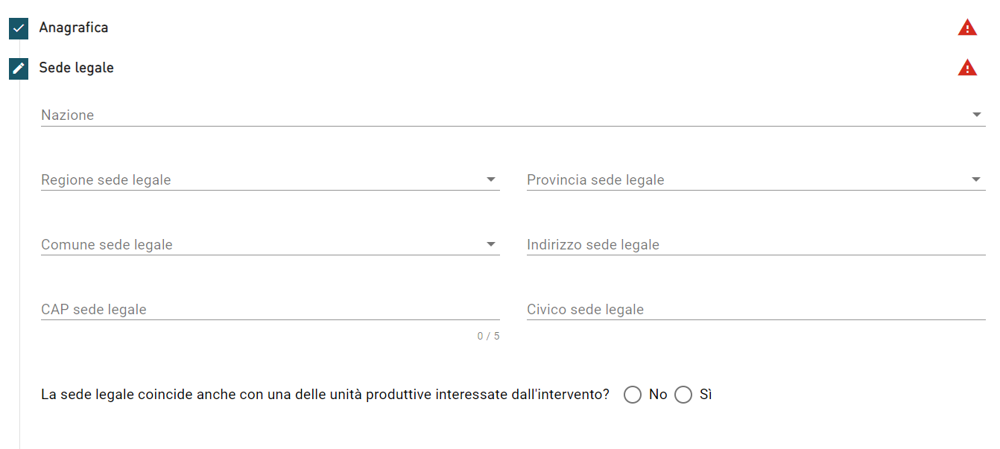 Anagrafica
Sede legale
Nazione
Regione sede legale
Provincia sede legale
Comune sede legale
Indirizzo sede legale
CAP sede legale
Civico sede legale
0 / 5
La sede legale coincide anche con una delle unità produttive interessate dall'intervento? No Sì